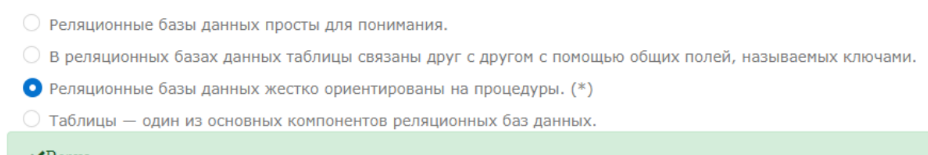 Реляционные базы данных просты для понимания.
В реляционных базах данных таблицы связаны друг с другом с помощью общих полей, называемых ключами.
Реляционные базы данных жестко ориентированы на процедуры. (*)
Таблицы — один из основных компонентов реляционных баз данных.